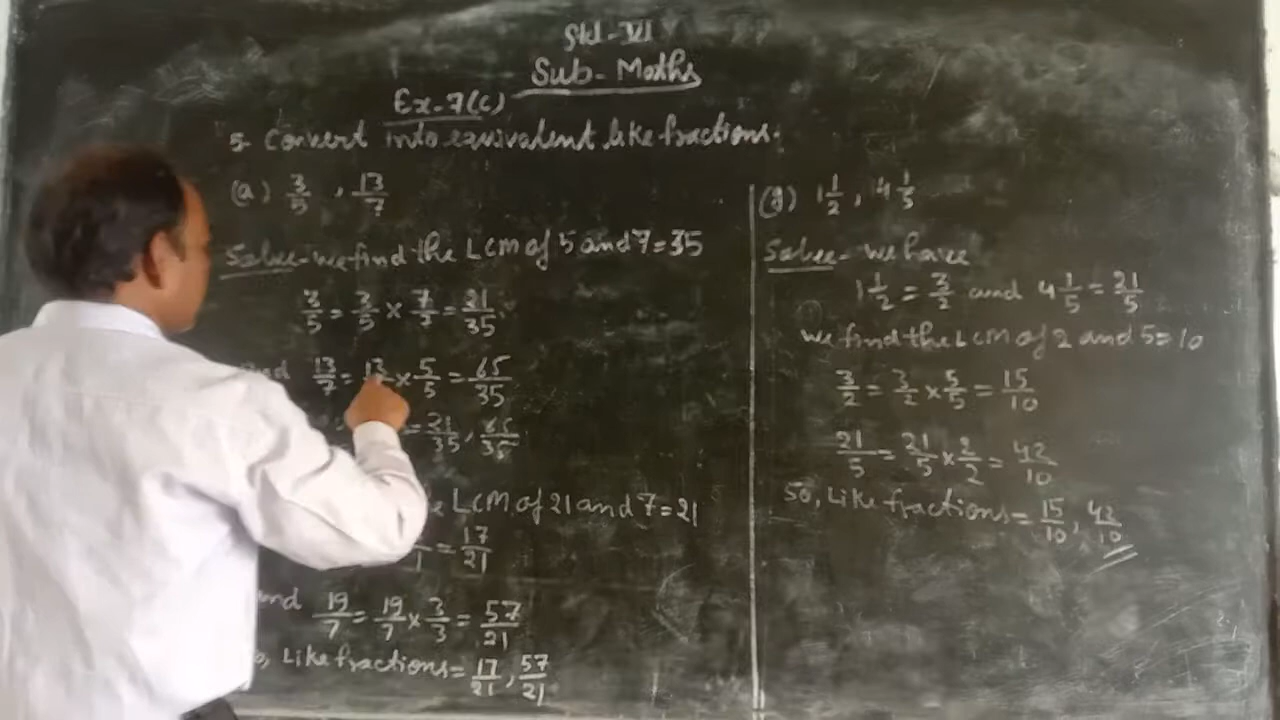 Std-VI
Sub-Maths
Ex-7(c)
5. Convert into equivalent like fractions.
(a) 3/5 , 13/7
Solve-we find the LCM of 5 and 7=35
3/5 = 3/5 × 7/7 = 21/35
and 13/7 = 13 × 5/5 = 65/35
= 21/35, 65/35
LCM of 21 and 7=21
= 17/21
and 19/7 = 19/7 × 3/3 = 57/21
Like fractions= 17/21, 57/21
(g) 1 1/2, 4 1/5
Solve-we have
1 1/2 = 3/2 and 4 1/5 = 21/5
we find the LCM of 2 and 5=10
3/2 = 3/2 × 5/5 = 15/10
21/5 = 21/5 × 2/2 = 42/10
So, Like fractions= 15/10, 42/10